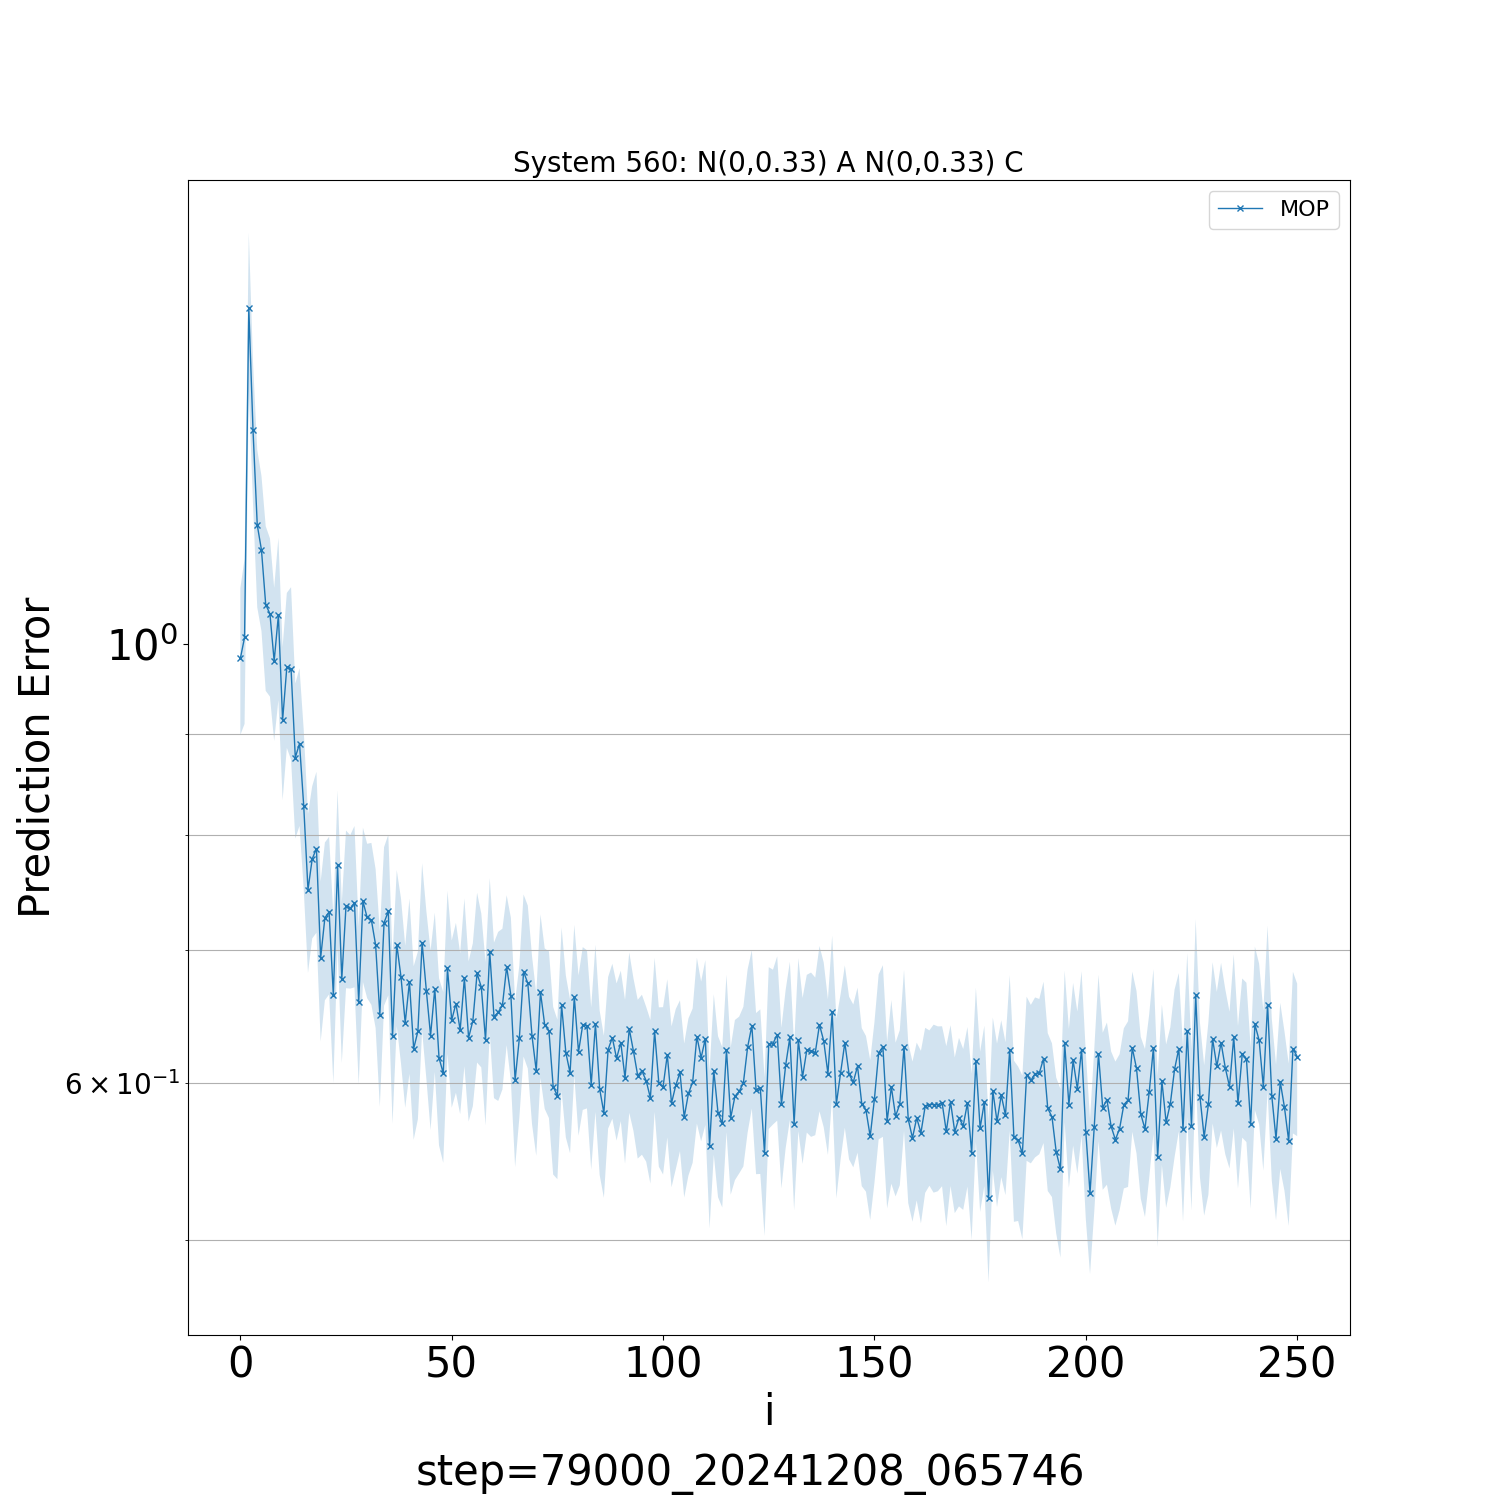 System 560: N(0,0.33) A N(0,0.33) C
MOP
Prediction Error
10⁰
6 × 10⁻¹
0 50 100 150 200 250
i
step=79000_20241208_065746